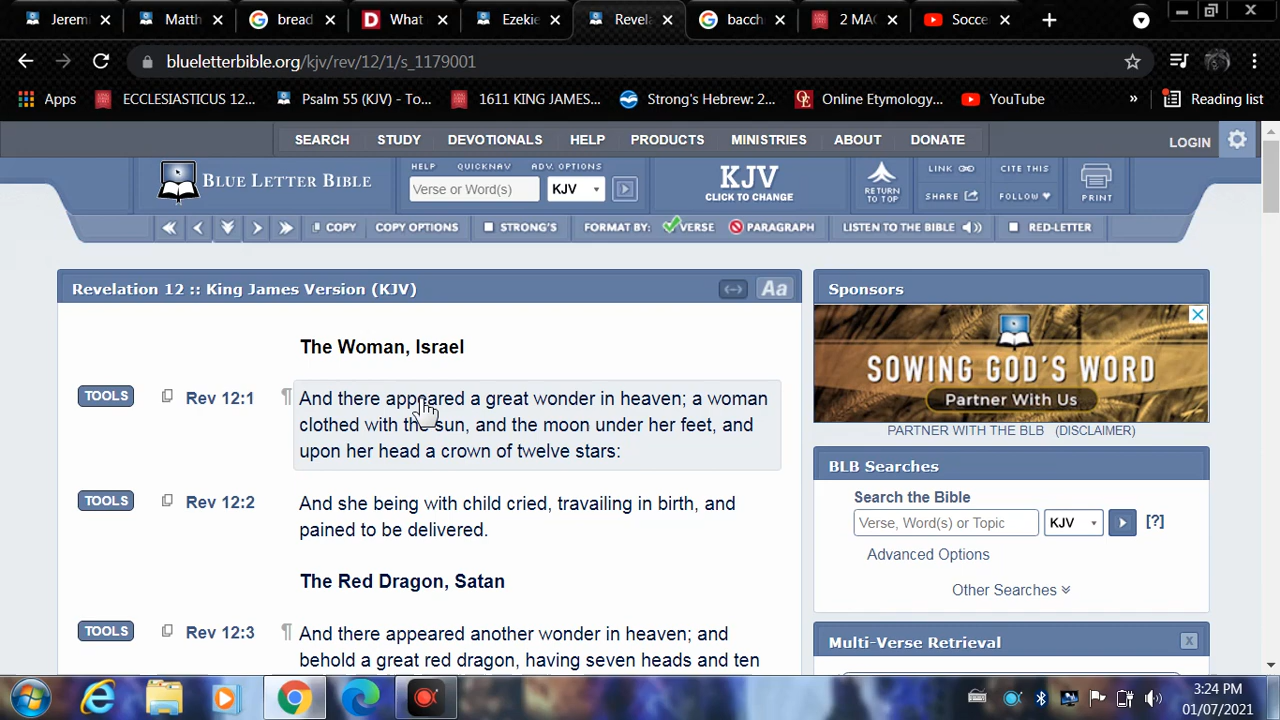 Jeremi
Matth
bread
What
Ezekie
Revela
bacch
2 MAC
Socce
blueletterbible.org/kjv/rev/12/1/s_1179001
Apps
ECCLESIASTICUS 12...
Psalm 55 (KJV) - To...
1611 KING JAMES...
Strong's Hebrew: 2...
Online Etymology...
YouTube
»
Reading list
SEARCH STUDY DEVOTIONALS HELP PRODUCTS MINISTRIES ABOUT DONATE
LOGIN
BLUE LETTER BIBLE
HELP QUICKNAV ADV. OPTIONS
Verse or Word(s)
KJV
KJV
CLICK TO CHANGE
RETURN
TO TOP
LINK
CITE THIS
SHARE
FOLLOW
PRINT
COPY COPY OPTIONS STRONG'S FORMAT BY: VERSE PARAGRAPH LISTEN TO THE BIBLE RED-LETTER
Revelation 12 :: King James Version (KJV)
Aa
The Woman, Israel
TOOLS
Rev 12:1
¶
And there appeared a great wonder in heaven; a woman
clothed with the sun, and the moon under her feet, and
upon her head a crown of twelve stars:
TOOLS
Rev 12:2
And she being with child cried, travailing in birth, and
pained to be delivered.
The Red Dragon, Satan
TOOLS
Rev 12:3
¶
And there appeared another wonder in heaven; and
behold a great red dragon, having seven heads and ten
Sponsors
SOWING GOD'S WORD
Partner With Us
PARTNER WITH THE BLB (DISCLAIMER)
BLB Searches
Search the Bible
Verse, Word(s) or Topic
KJV
[?]
Advanced Options
Other Searches
Multi-Verse Retrieval
x
3:24 PM
01/07/2021